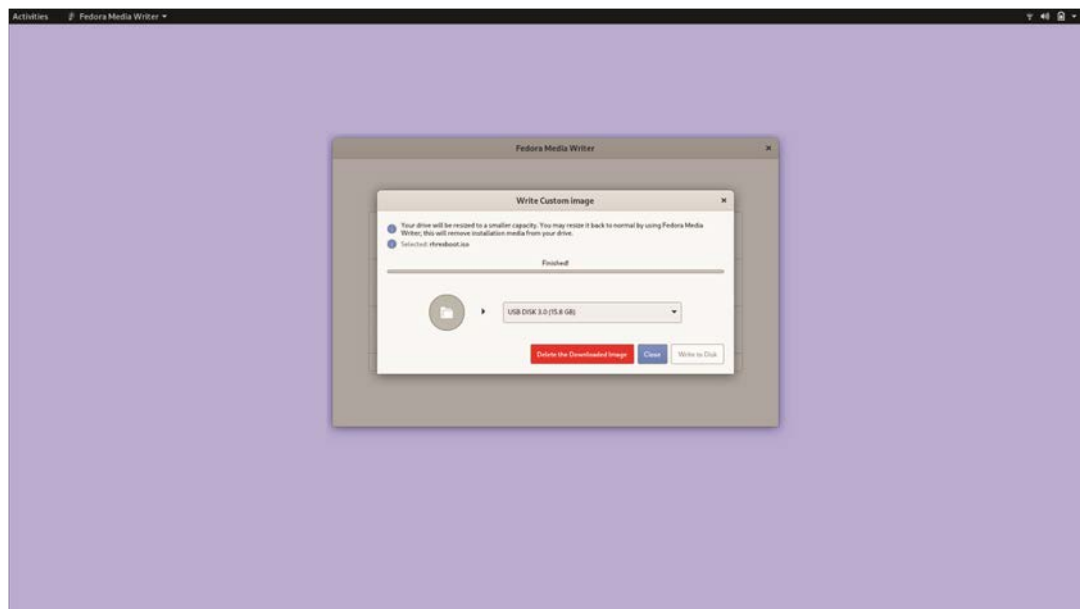 Activities Fedora Media Writer
Fedora Media Writer
Write Custom image
Your drive will be resized to a smaller capacity. You may resize it back to normal by using Fedora Media
Writer; this will remove installation media from your drive.
Selected:
Finished!
USB DISK 3.0 (15.8 GB)
Delete the Downloaded Image Close Write to Disk